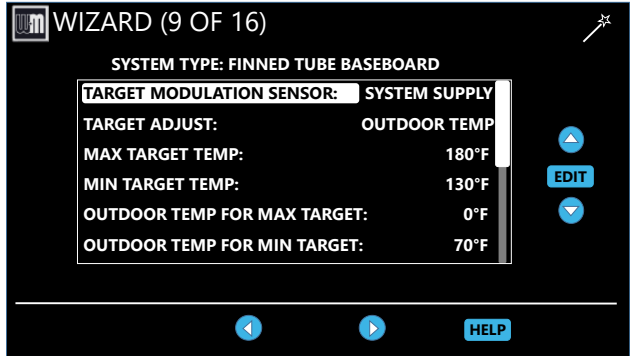 WM WIZARD (9 OF 16)
SYSTEM TYPE: FINNED TUBE BASEBOARD
TARGET MODULATION SENSOR: SYSTEM SUPPLY
TARGET ADJUST: OUTDOOR TEMP
MAX TARGET TEMP: 180°F
MIN TARGET TEMP: 130°F
EDIT
OUTDOOR TEMP FOR MAX TARGET: 0°F
OUTDOOR TEMP FOR MIN TARGET: 70°F
HELP